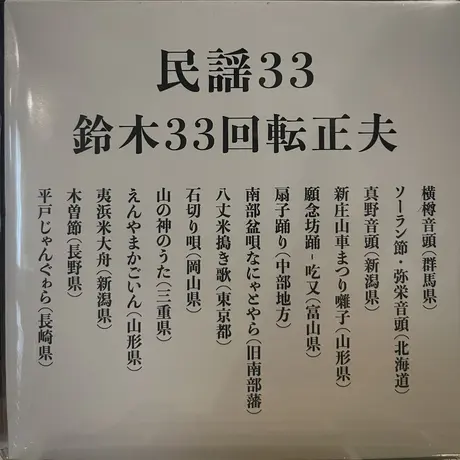 民謡33
鈴木33回転正夫
横樽音頭(群馬県)
ソーラン節・弥栄音頭(北海道)
真野音頭(新潟県)
新庄山車まつり囃子(山形県)
願念坊踊-吃又(富山県)
扇子踊り(中部地方)
南部盆唄なにゃとやら(旧南部藩)
八丈米搗き歌(東京都)
石切り唄(岡山県)
山の神のうた(三重県)
えんやまかごいん(山形県)
夷浜米大舟(新潟県)
木曽節(長野県)
平戸じゃんぐゎら(長崎県)